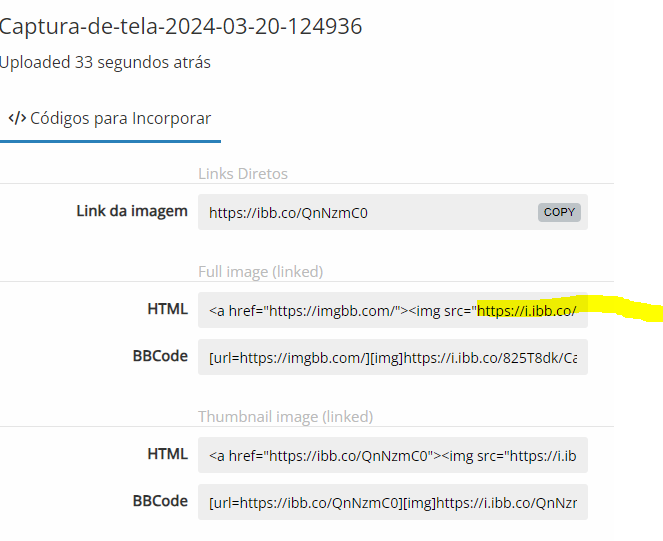 Captura-de-tela-2024-03-20-124936
Uploaded 33 segundos atrás
</> Códigos para Incorporar
Links Diretos
Link da imagem https://ibb.co/QnNzmC0 COPY
Full image (linked)
HTML <a href="https://imgbb.com/"><img src="https://i.ibb.co/
BBCode [url=https://imgbb.com/][img]https://i.ibb.co/825T8dk/Ca
Thumbnail image (linked)
HTML <a href="https://ibb.co/QnNzmC0"><img src="https://i.ib
BBCode [url=https://ibb.co/QnNzmC0][img]https://i.ibb.co/QnNzr